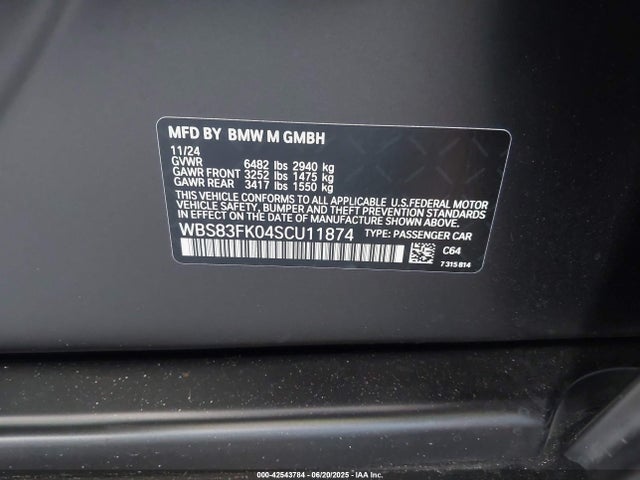 MFD BY BMW M GMBH
11/24
GVWR 6482 lbs 2940 kg
GAWR FRONT 3252 lbs 1475 kg
GAWR REAR 3417 lbs 1550 kg
THIS VEHICLE CONFORMS TO ALL APPLICABLE U.S.FEDERAL MOTOR
VEHICLE SAFETY, BUMPER AND THEFT PREVENTION STANDARDS
IN EFFECT ON THE DATE OF MANUFACTURE SHOWN ABOVE.
WBS83FK04SCU11874 TYPE: PASSENGER CAR
C64
7 315 814
00-42543784 - 06/20/2025 - IAA Inc.